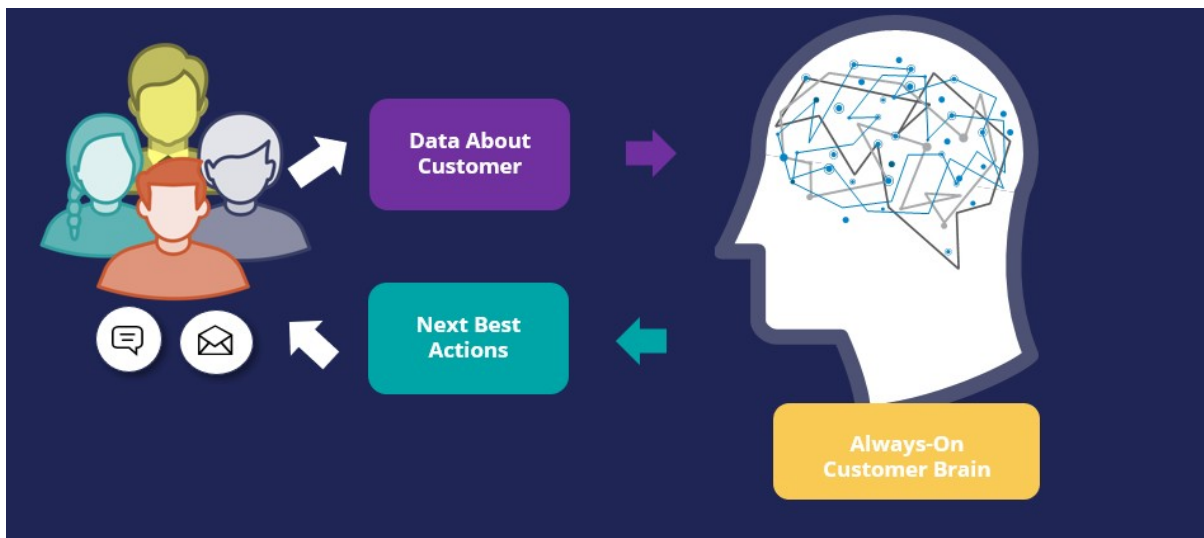 Data About
Customer
Next Best
Actions
Always-On
Customer Brain